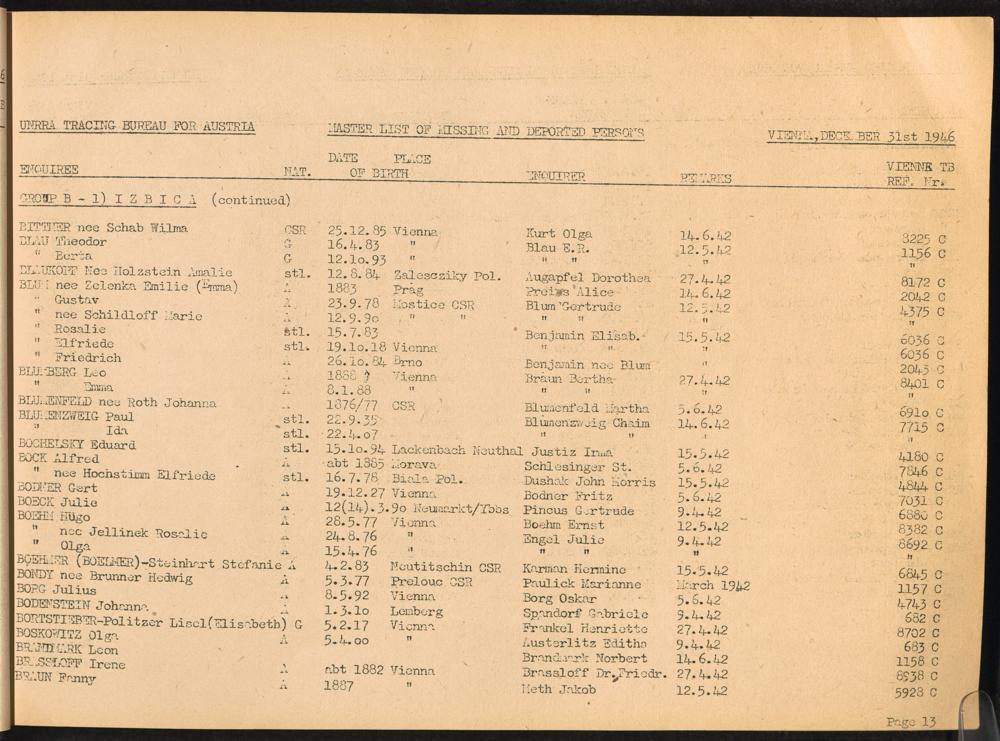 UNRRA TRACING BUREAU FOR AUSTRIA MASTER LIST OF MISSING AND DEPORTED PERSONS VIENNA, DECEMBER 31st 1946
ENQUIREE NAT. DATE PLACE OF BIRTH ENQUIRER REMARKS VIENNE TB REF. Nr.
GROUP B - 1) I Z B I C A (continued)
BITTNER nee Schab Wilma CSR 25.12.85 Vienna Kurt Olga 14.6.42 3225 C
BLAU Theodor G 16.4.83 " Blau E.R. 12.5.42 1156 C
" Berta G 12.10.93 " " " " "
BLAUKOPF Nee Holzstein Amalie stl. 12.8.84 Zalescziky Pol. Augapfel Dorothea 27.4.42 8172 C
BLUM nee Zelenka Emilie (Emma) A 1883 Prag Preiws Alice 14.6.42 2042 C
" Gustav A 23.9.78 Mostice CSR Blum Gertrude 12.5.42 4375 C
" nee Schildloff Marie A 12.9.90 " " " " " "
" Rosalie stl. 15.7.83 Benjamin Elisab. 15.5.42 6036 C
" Elfriede stl. 19.10.18 Vienna " " " 6036 C
" Friedrich A 26.10.84 Brno Benjamin nee Blum " 2043 C
BLUMBERG Leo A 1888 ? Vienna Braun Bertha 27.4.42 8401 C
" Emma A 8.1.88 " " " " "
BLUMENFELD nee Roth Johanna A 1876/77 CSR Blumenfeld Martha 5.6.42 6910 C
BLUMENZWEIG Paul stl. 22.9.35 Blumenzweig Chaim 14.6.42 7715 C
" Ida stl. 22.4.07 " " " "
BOCHELSKY Eduard stl. 15.10.94 Lackenbach Neuthal Justiz Irma 15.5.42 4180 C
BOCK Alfred A abt 1885 Morava Schlesinger St. 5.6.42 7846 C
" nee Hochstimm Elfriede stl. 16.7.78 Biala Pol. Dushak John Morris 15.5.42 4844 C
BODNER Gert A 19.12.27 Vienna Bodner Fritz 5.6.42 7031 C
BOECK Julie A 12(14).3.90 Neumarkt/Ybbs Pincus Gertrude 9.4.42 6880 C
BOEHM Hugo A 28.5.77 Vienna Boehm Ernst 12.5.42 8382 C
" nee Jellinek Rosalie A 24.8.76 " Engel Julie 9.4.42 8692 C
" Olga A 15.4.76 " " " " "
BOEHMER (BOELMER)-Steinhart Stefanie A 4.2.83 Neutitschin CSR Karman Hermine 15.5.42 6845 C
BONDY nee Brunner Hedwig A 5.3.77 Prelouc CSR Paulick Marianne March 1942 1157 C
BORG Julius A 8.5.92 Vienna Borg Oskar 5.6.42 4743 C
BODENSTEIN Johanna A 1.3.10 Lemberg Spandorf Gabriele 9.4.42 682 C
BORTSTIEBER-Politzer Lisel(Elisabeth) G 5.2.17 Vienna Frankel Henriette 27.4.42 8702 C
BOSKOWITZ Olga A 5.4.00 " Austerlitz Editha 9.4.42 683 C
BRANDMARK Leon Brandmark Norbert 14.6.42 1158 C
BRASSLOFF Irene A abt 1882 Vienna Brassloff Dr.Friedr. 27.4.42 8538 C
BRAUN Fanny A 1887 " Meth Jakob 12.5.42 5928 C
Page 13